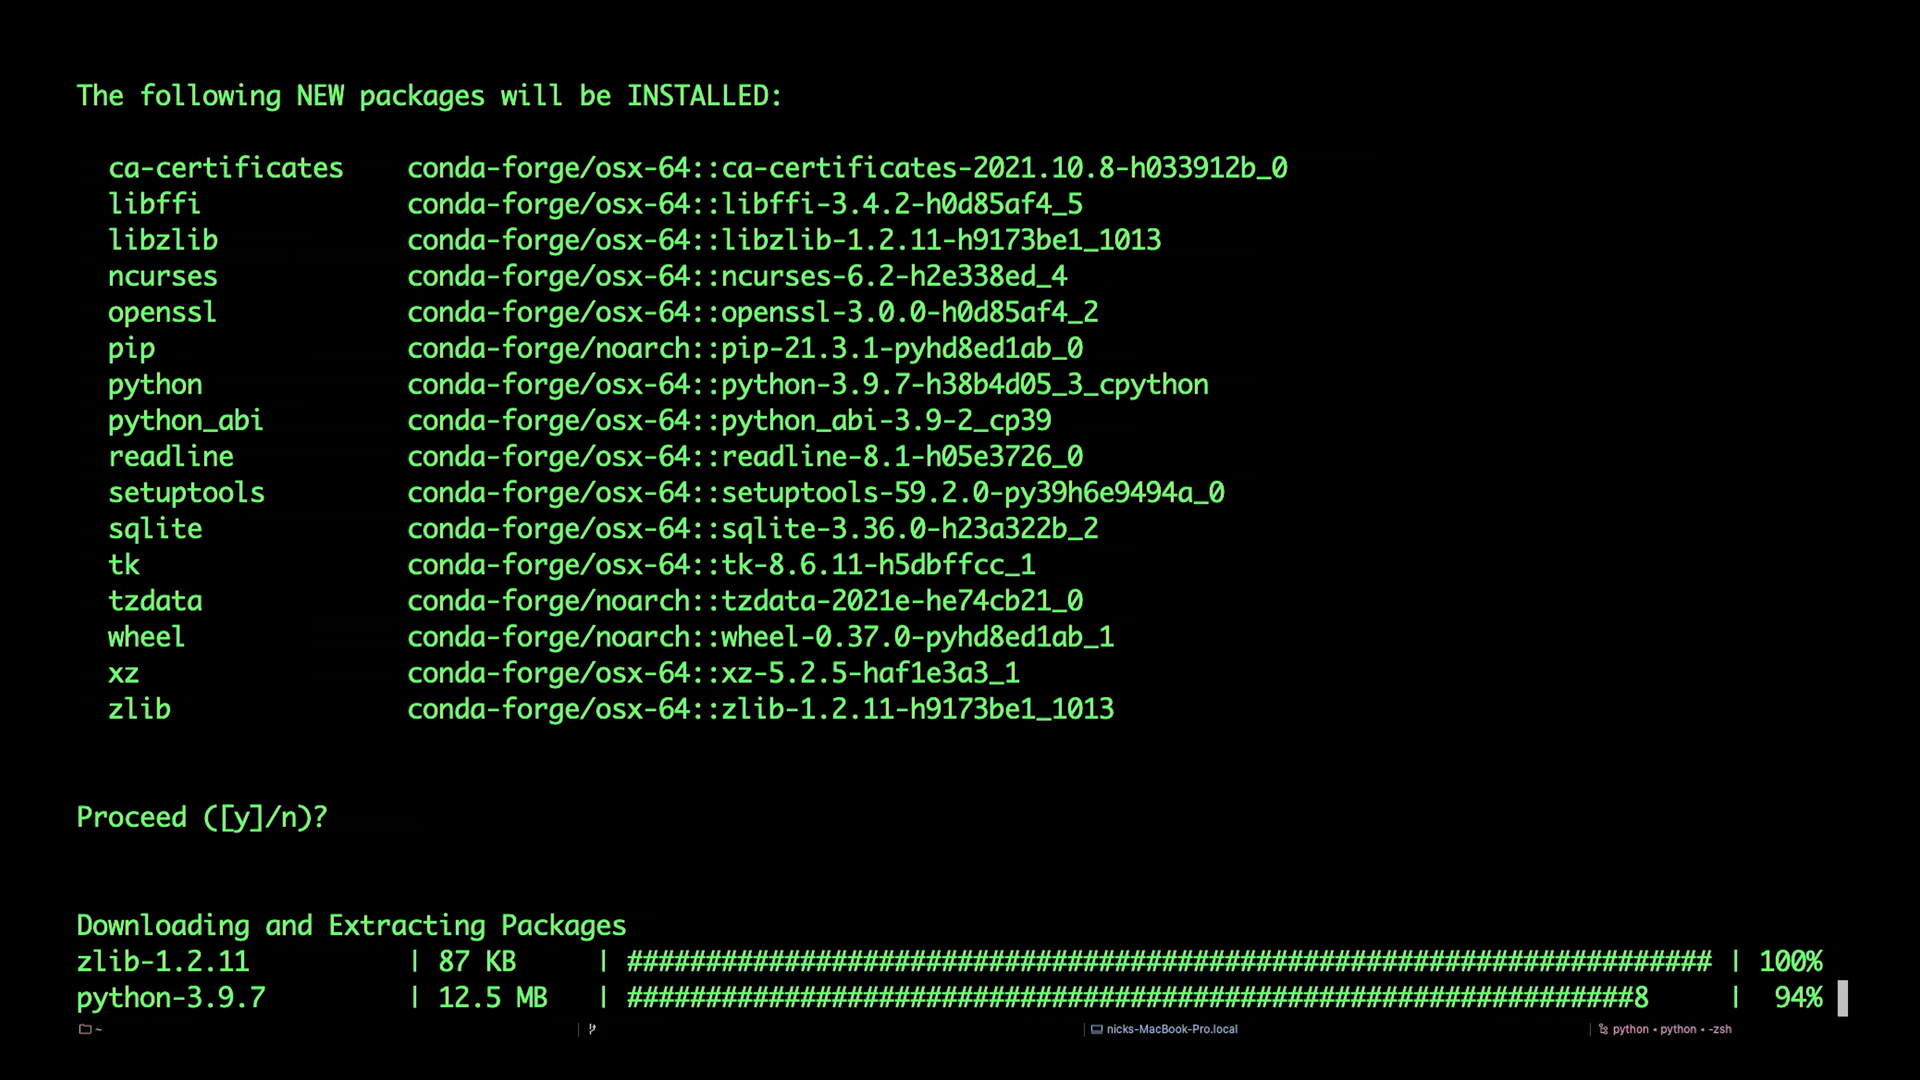 The following NEW packages will be INSTALLED:
ca-certificates conda-forge/osx-64::ca-certificates-2021.10.8-h033912b_0
libffi conda-forge/osx-64::libffi-3.4.2-h0d85af4_5
libzlib conda-forge/osx-64::libzlib-1.2.11-h9173be1_1013
ncurses conda-forge/osx-64::ncurses-6.2-h2e338ed_4
openssl conda-forge/osx-64::openssl-3.0.0-h0d85af4_2
pip conda-forge/noarch::pip-21.3.1-pyhd8ed1ab_0
python conda-forge/osx-64::python-3.9.7-h38b4d05_3_cpython
python_abi conda-forge/osx-64::python_abi-3.9-2_cp39
readline conda-forge/osx-64::readline-8.1-h05e3726_0
setuptools conda-forge/osx-64::setuptools-59.2.0-py39h6e9494a_0
sqlite conda-forge/osx-64::sqlite-3.36.0-h23a322b_2
tk conda-forge/osx-64::tk-8.6.11-h5dbffcc_1
tzdata conda-forge/noarch::tzdata-2021e-he74cb21_0
wheel conda-forge/noarch::wheel-0.37.0-pyhd8ed1ab_1
xz conda-forge/osx-64::xz-5.2.5-haf1e3a3_1
zlib conda-forge/osx-64::zlib-1.2.11-h9173be1_1013
Proceed ([y]/n)?
Downloading and Extracting Packages
zlib-1.2.11 | 87 KB | ##################################################################### | 100%
python-3.9.7 | 12.5 MB | ################################################################8 | 94%
~ nicks-MacBook-Pro.local python • python • -zsh